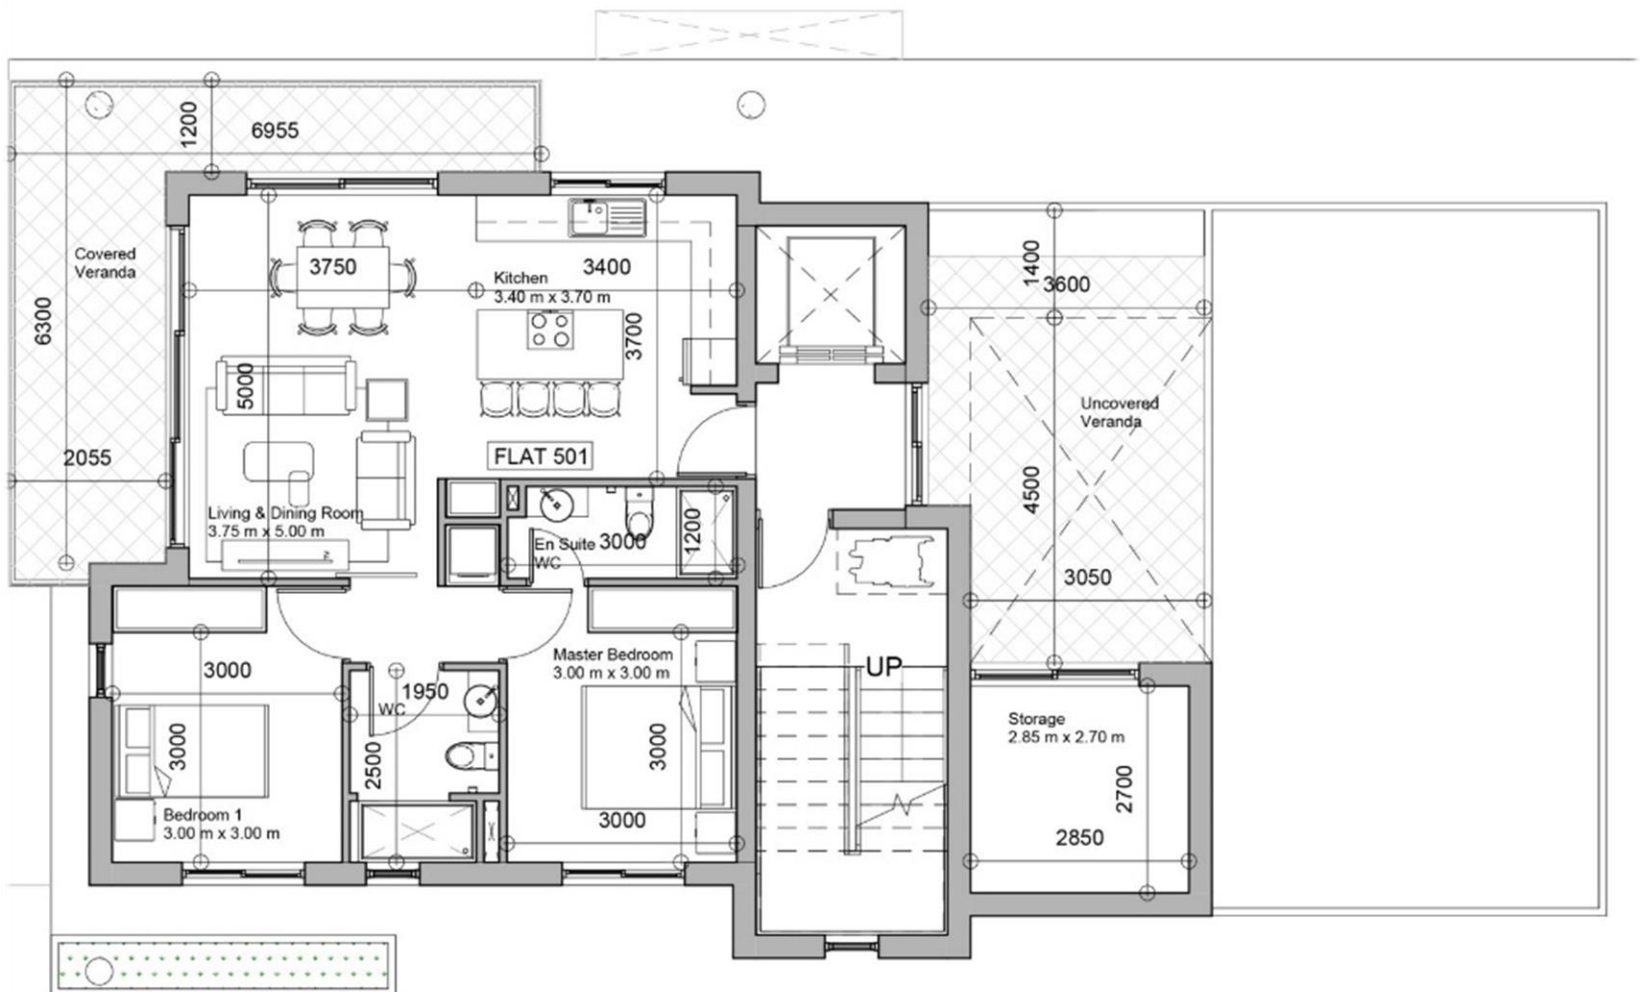 1200
6955
Covered
Veranda
6300
2055
3750
3400
Kitchen
3.40 m x 3.70 m
3700
5000
FLAT 501
Living & Dining Room
3.75 m x 5.00 m
TV
En Suite
WC
3000
1200
1400
3600
Uncovered
Veranda
4500
3050
3000
3000
Bedroom 1
3.00 m x 3.00 m
1950
WC
2500
Master Bedroom
3.00 m x 3.00 m
3000
3000
UP
Storage
2.85 m x 2.70 m
2700
2850